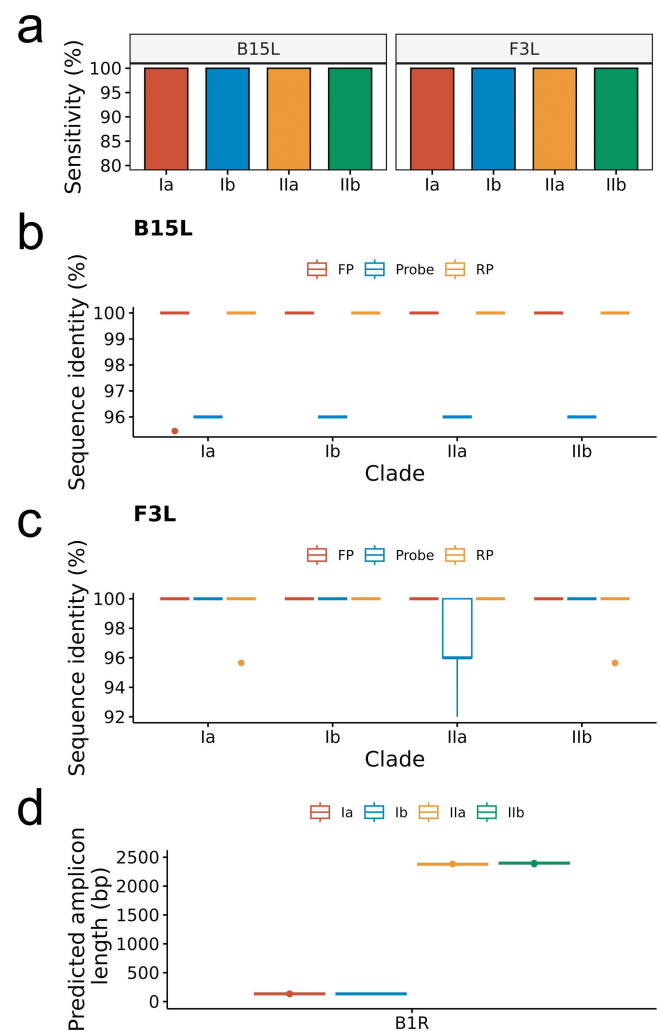 a
B15L F3L
Sensitivity (%)
100
95
90
85
80
Ia Ib IIa IIb Ia Ib IIa IIb
b
B15L
FP Probe RP
Sequence identity (%)
100
99
98
97
96
Ia Ib IIa IIb
Clade
c
F3L
FP Probe RP
Sequence identity (%)
100
98
96
94
92
Ia Ib IIa IIb
Clade
d
Ia Ib IIa IIb
Predicted amplicon
length (bp)
2500
2000
1500
1000
500
0
B1R